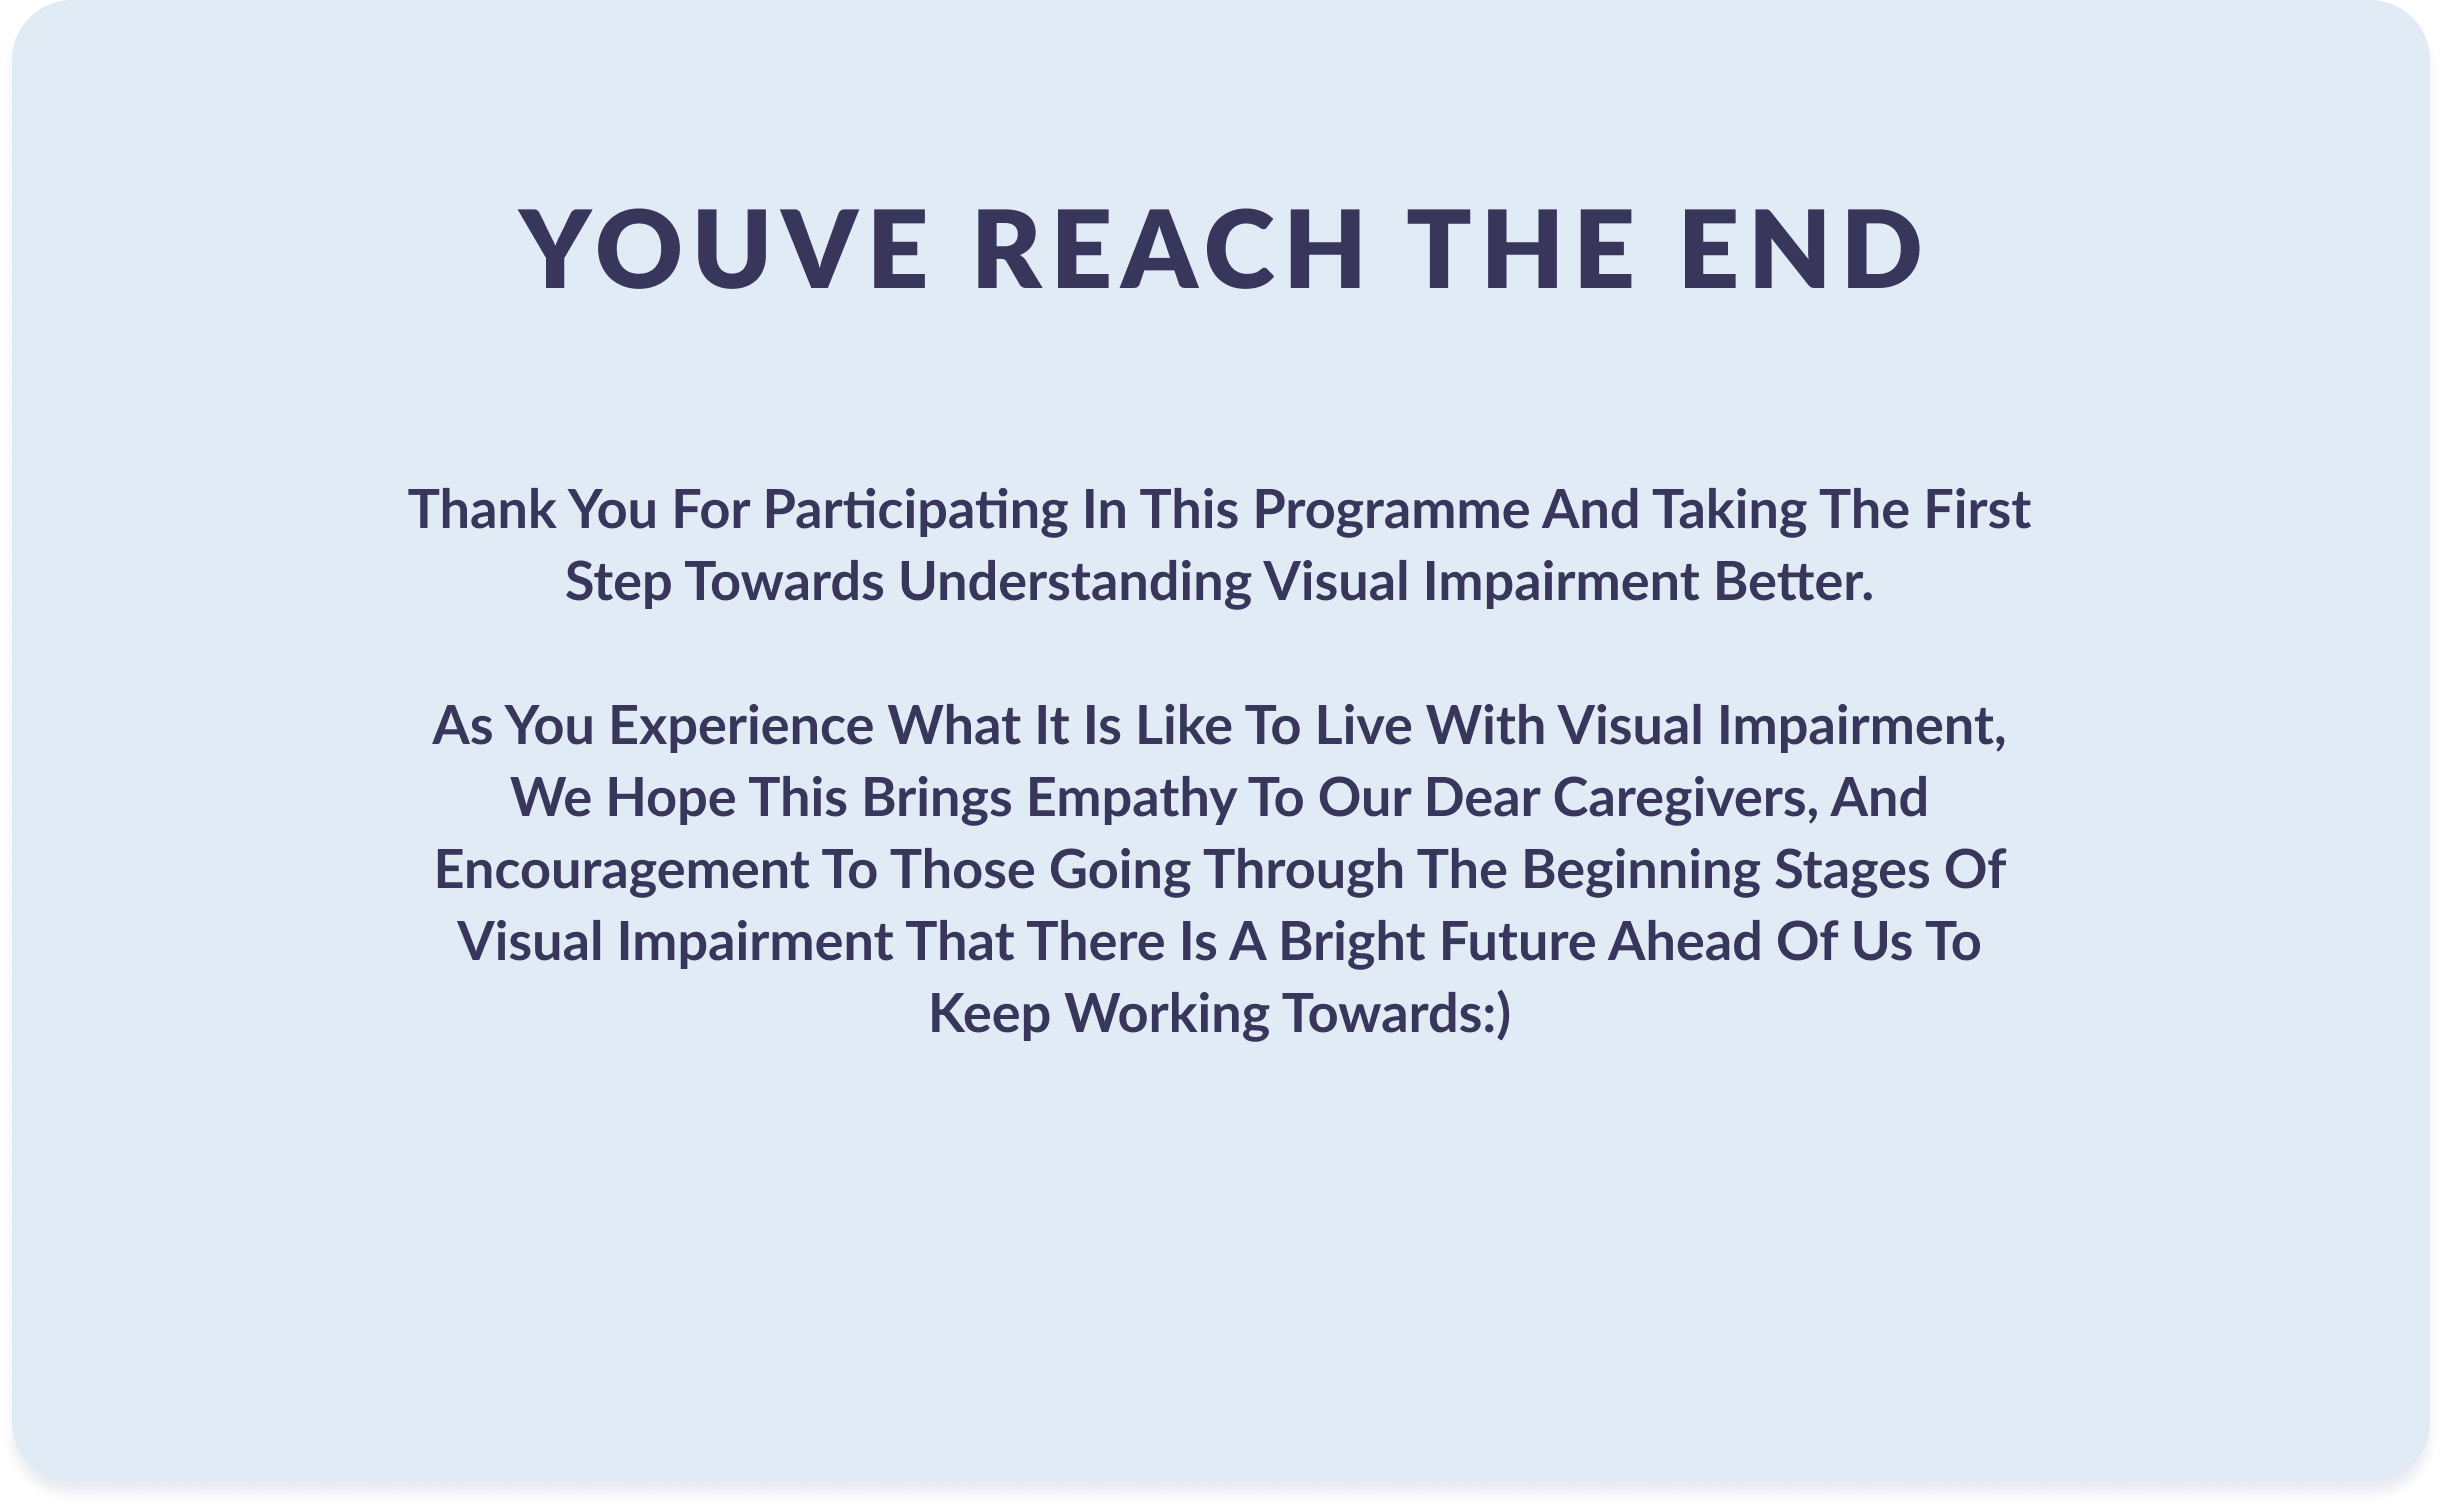 YOUVE REACH THE END
Thank You For Participating In This Programme And Taking The First
Step Towards Understanding Visual Impairment Better.
As You Experience What It Is Like To Live With Visual Impairment,
We Hope This Brings Empathy To Our Dear Caregivers, And
Encouragement To Those Going Through The Beginning Stages Of
Visual Impairment That There Is A Bright Future Ahead Of Us To
Keep Working Towards:)